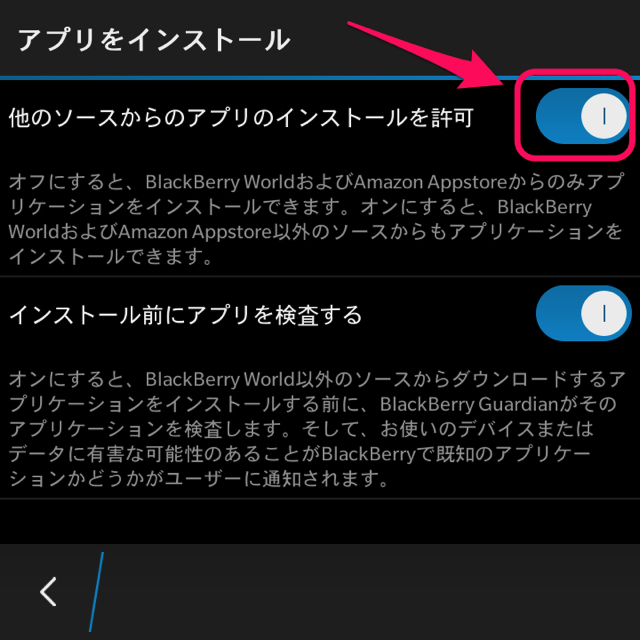 アプリをインストール
他のソースからのアプリのインストールを許可
オフにすると、BlackBerry WorldおよびAmazon Appstoreからのみアプ
リケーションをインストールできます。オンにすると、BlackBerry
WorldおよびAmazon Appstore以外のソースからもアプリケーションを
インストールできます。
インストール前にアプリを検査する
オンにすると、BlackBerry World以外のソースからダウンロードするア
プリケーションをインストールする前に、BlackBerry Guardianがその
アプリケーションを検査します。そして、お使いのデバイスまたは
データに有害な可能性のあることがBlackBerryで既知のアプリケー
ションかどうかがユーザーに通知されます。